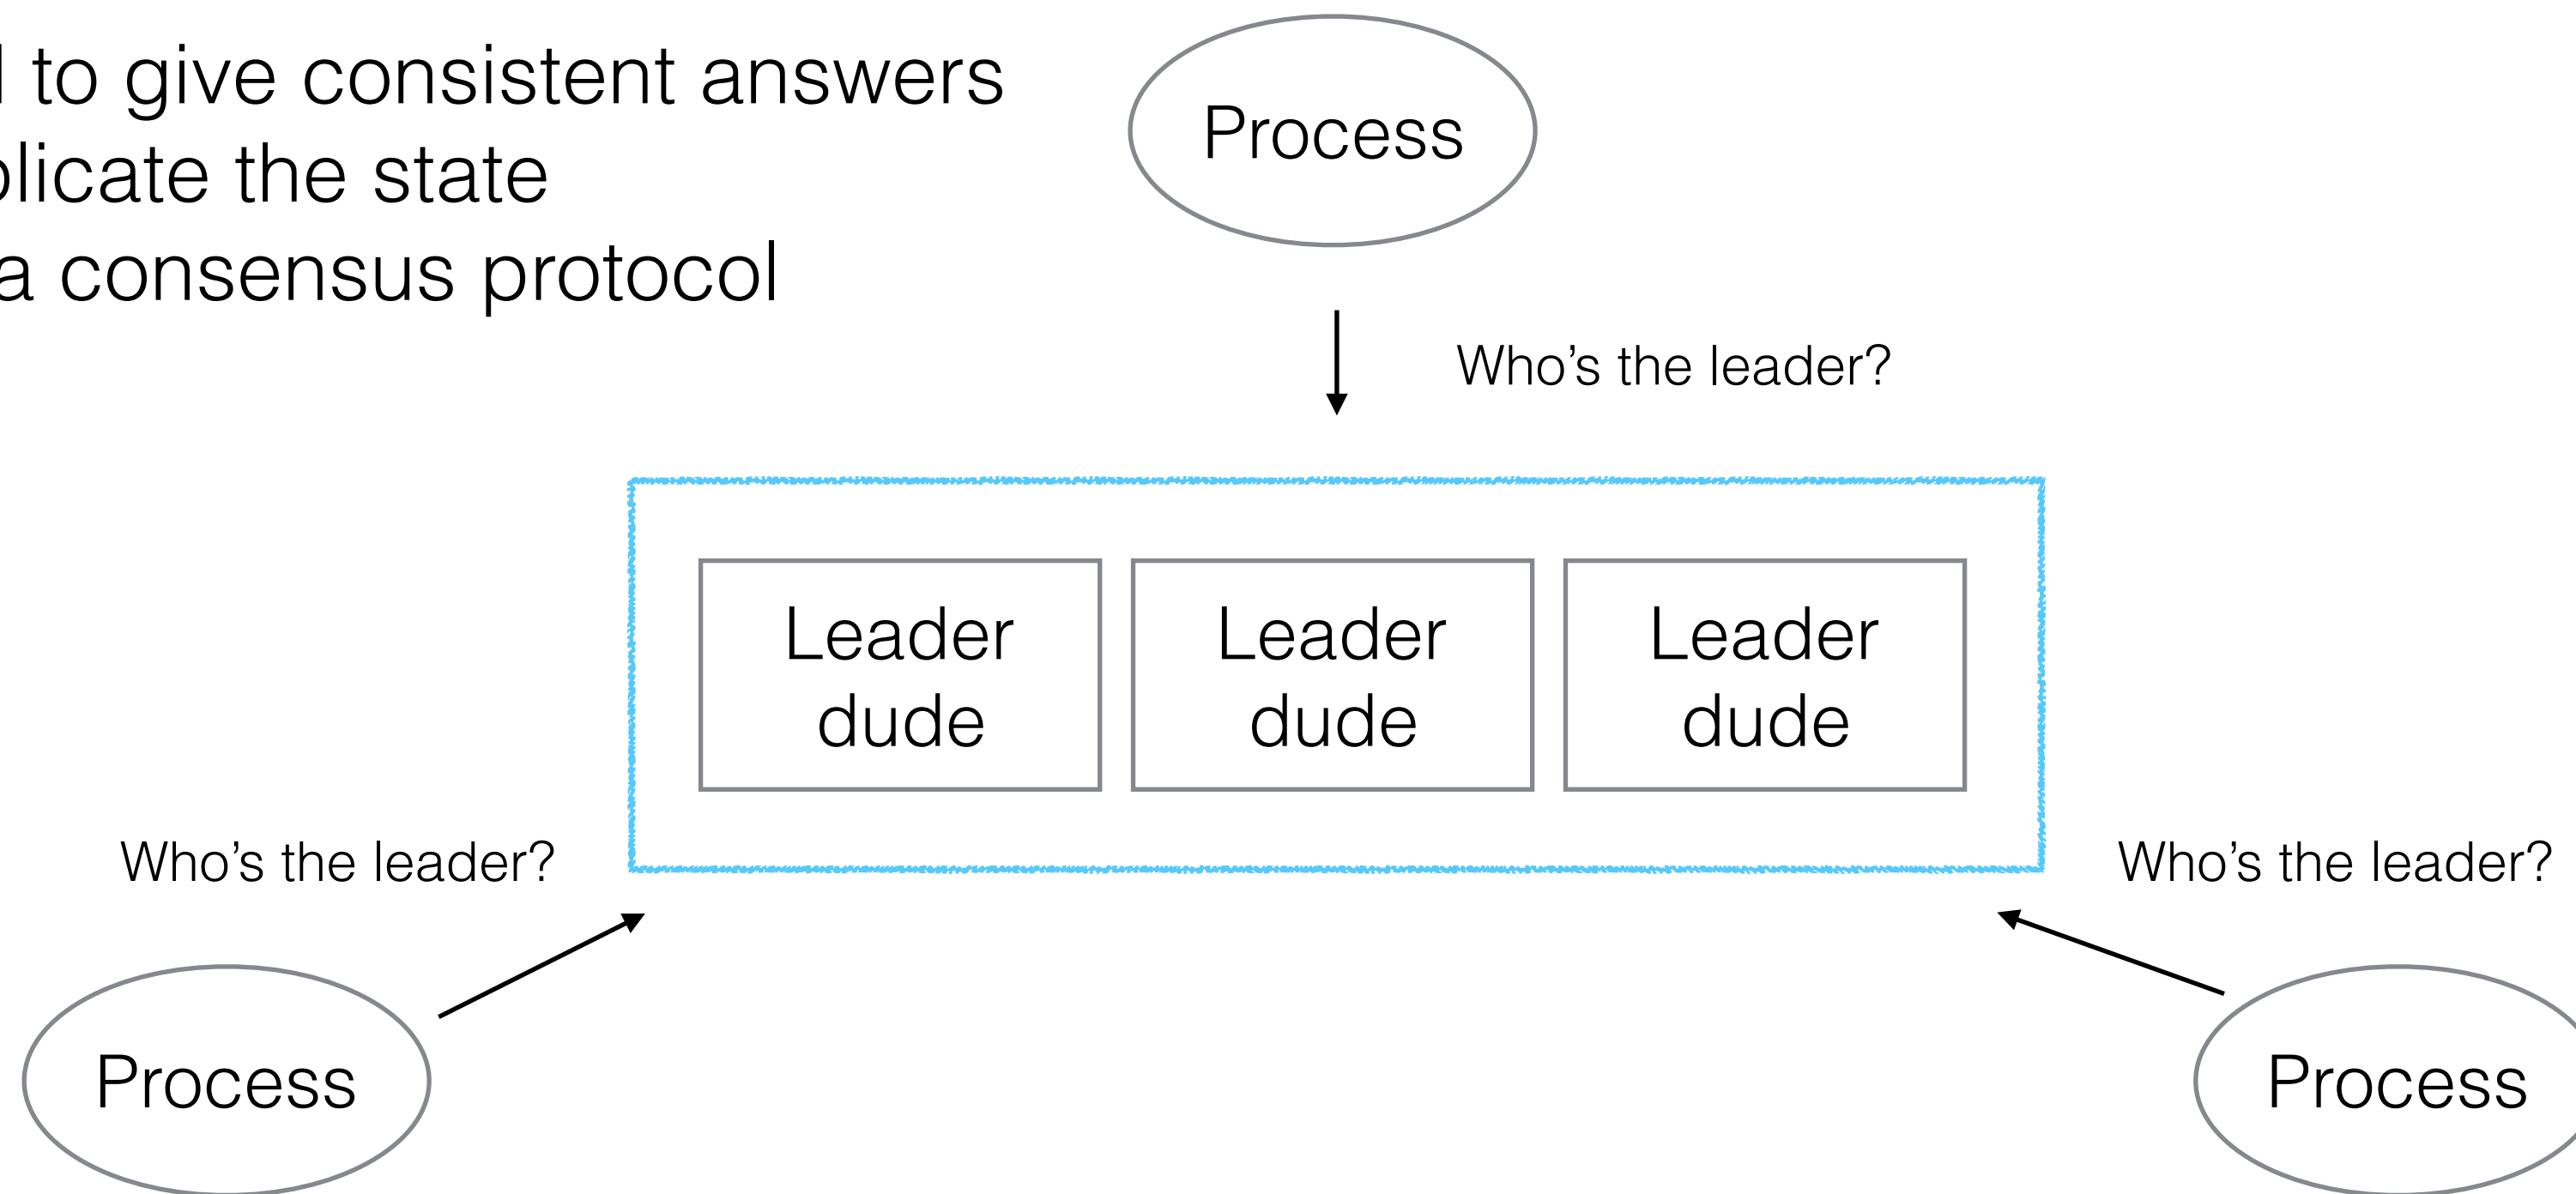 to give consistent answers
the state
a consensus protocol
Process
Who's the leader?
Leader
dude
Leader
dude
Leader
dude
Who's the leader?
Who's the leader?
Process
Process